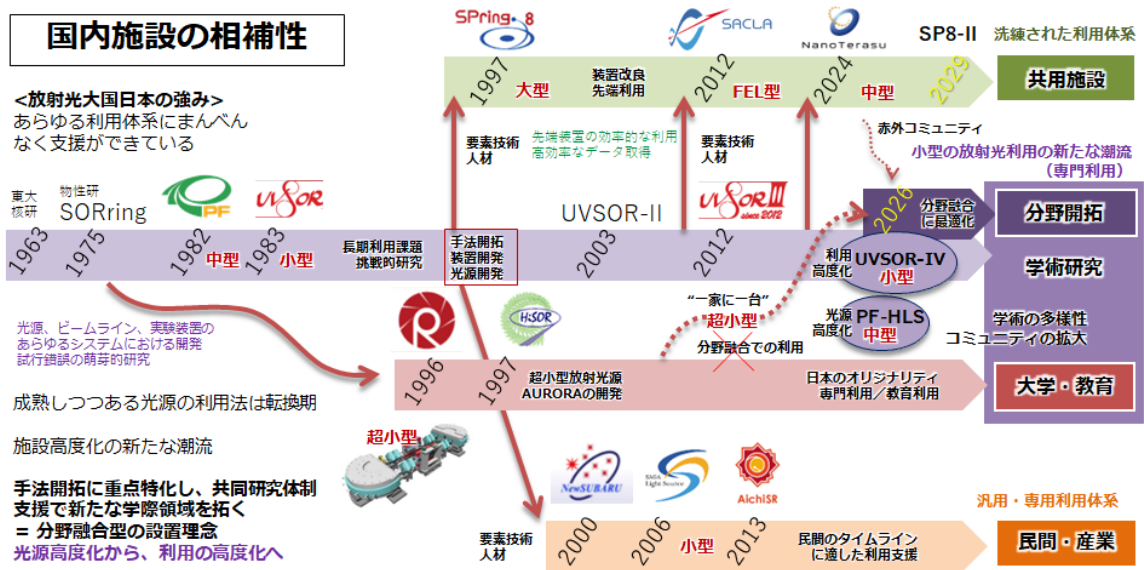 国内施設の相補性
<放射光大国日本の強み>
あらゆる利用体系にまんべん
なく支援ができている
SPring-8
SACLA
NanoTerasu
SP8-II
洗練された利用体系
1997
大型
装置改良
先端利用
2012
FEL型
2024
中型
2029
共用施設
要素技術
人材
先端装置の効率的な利用
高効率なデータ取得
要素技術
人材
赤外コミュニティ
小型の放射光利用の新たな潮流
(専門利用)
東大
核研
物性研
SORring
PF
UVSOR
UVSOR-II
UVSOR III
since 2012
1963
1975
1982
中型
1983
小型
長期利用課題
挑戦的研究
手法開拓
装置開発
光源開発
2003
2012
2026
分野融合
に最適化
分野開拓
利用
高度化
UVSOR-IV
小型
学術研究
光源
高度化
PF-HLS
中型
学術の多様性
コミュニティの拡大
光源、ビームライン、実験装置の
あらゆるシステムにおける開発
試行錯誤の萌芽的研究
R
HiSOR
"一家に一台"
超小型
分野融合での利用
1996
1997
超小型放射光源
AURORAの開発
日本のオリジナリティ
専門利用/教育利用
大学・教育
成熟しつつある光源の利用法は転換期
施設高度化の新たな潮流
超小型
手法開拓に重点特化し、共同研究体制
支援で新たな学際領域を拓く
= 分野融合型の設置理念
光源高度化から、利用の高度化へ
NewSUBARU
SAGA
Light Source
AichiSR
汎用・専用利用体系
要素技術
人材
2000
2006
小型
2013
民間のタイムライン
に適した利用支援
民間・産業